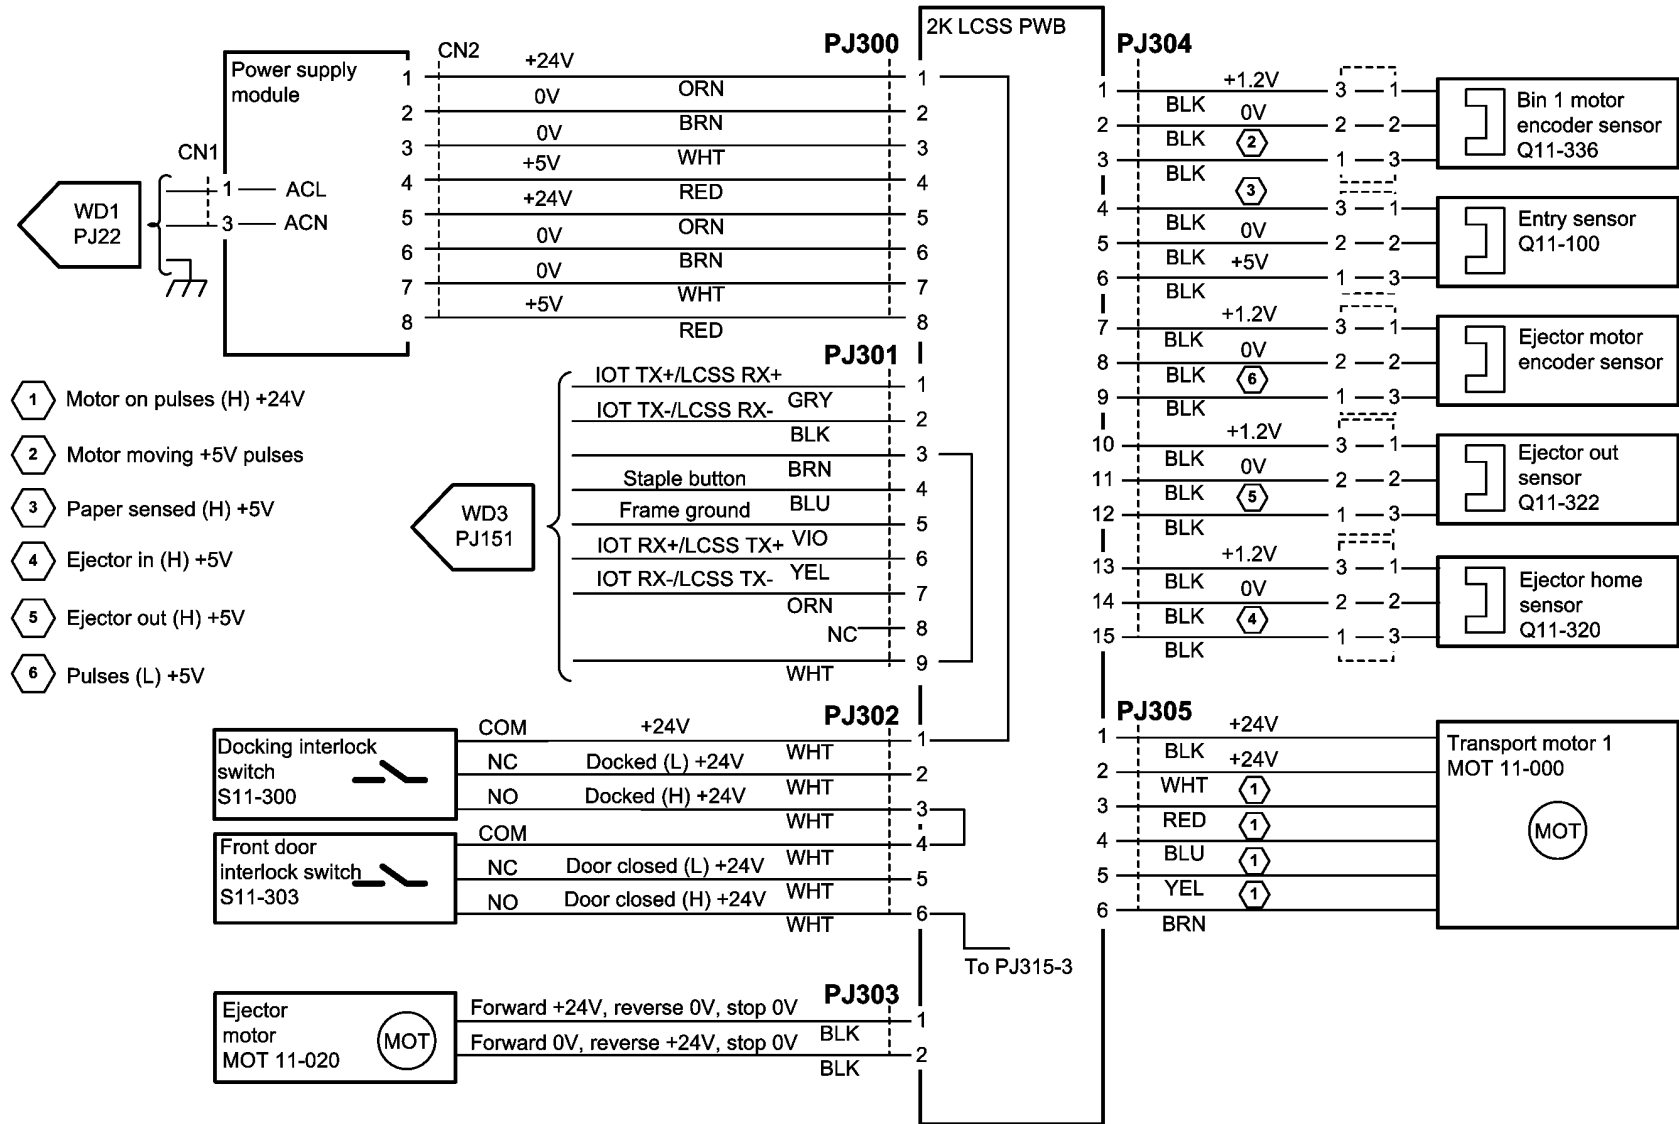 2K LCSS PWB
Power supply
module
CN2
PJ300
1 +24V ORN 1
2 0V BRN 2
3 0V WHT 3
4 +5V RED 4
5 +24V ORN 5
6 0V BRN 6
7 0V WHT 7
8 +5V RED 8
CN1
1 ACL
3 ACN
WD1
PJ22
1 Motor on pulses (H) +24V
2 Motor moving +5V pulses
3 Paper sensed (H) +5V
4 Ejector in (H) +5V
5 Ejector out (H) +5V
6 Pulses (L) +5V
PJ301
WD3
PJ151
IOT TX+/LCSS RX+ GRY 1
IOT TX-/LCSS RX- BLK 2
BRN 3
Staple button BLU 4
Frame ground VIO 5
IOT RX+/LCSS TX+ YEL 6
IOT RX-/LCSS TX- ORN 7
NC 8
WHT 9
PJ302
Docking interlock
switch
S11-300
COM +24V WHT 1
NC Docked (L) +24V WHT 2
NO Docked (H) +24V WHT 3
Front door
interlock switch
S11-303
COM WHT 4
NC Door closed (L) +24V WHT 5
NO Door closed (H) +24V WHT 6
To PJ315-3
PJ303
Ejector
motor
MOT 11-020
MOT
Forward +24V, reverse 0V, stop 0V BLK 1
Forward 0V, reverse +24V, stop 0V BLK 2
PJ304
1 BLK +1.2V 3 1
2 BLK 0V 2 2
3 BLK 2 1 3
Bin 1 motor
encoder sensor
Q11-336
4 BLK 3 3 1
5 BLK 0V 2 2
6 BLK +5V 1 3
Entry sensor
Q11-100
7 BLK +1.2V 3 1
8 BLK 0V 2 2
9 BLK 6 1 3
Ejector motor
encoder sensor
10 BLK +1.2V 3 1
11 BLK 0V 2 2
12 BLK 5 1 3
Ejector out
sensor
Q11-322
13 BLK +1.2V 3 1
14 BLK 0V 2 2
15 BLK 4 1 3
Ejector home
sensor
Q11-320
PJ305
1 +24V BLK
2 +24V WHT
3 1 RED
4 1 BLU
5 1 YEL
6 1 BRN
Transport motor 1
MOT 11-000
MOT